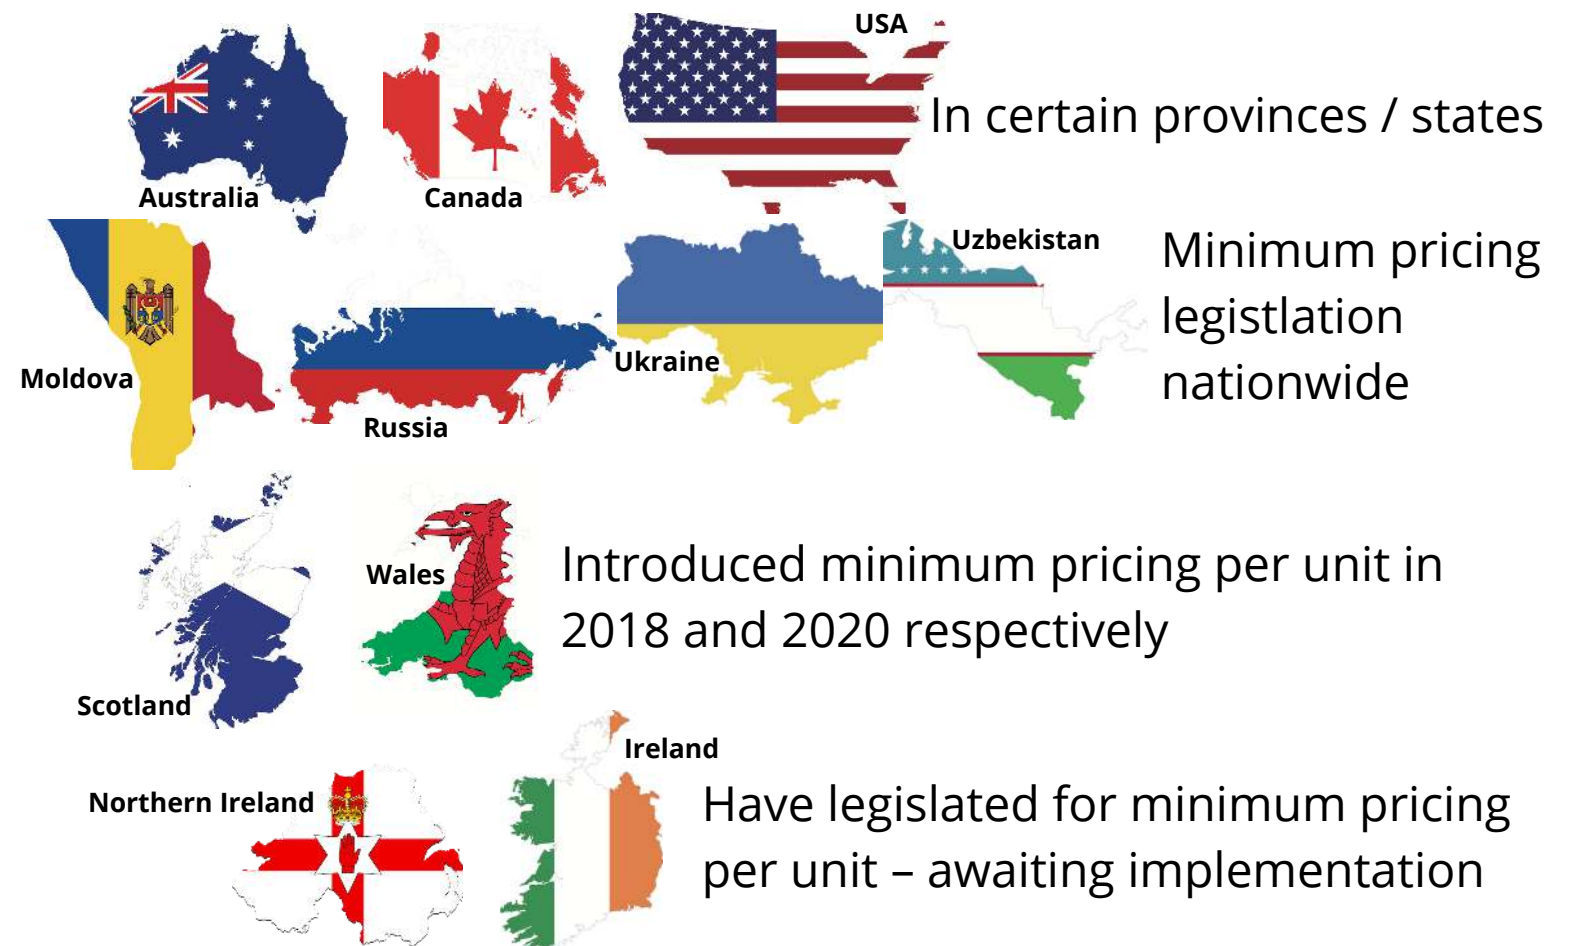 USA
In certain provinces / states
Australia
Canada
Uzbekistan
Minimum pricing
legistlation
nationwide
Ukraine
Moldova
Russia
Wales
Introduced minimum pricing per unit in
2018 and 2020 respectively
Scotland
Ireland
Northern Ireland
Have legislated for minimum pricing
per unit – awaiting implementation